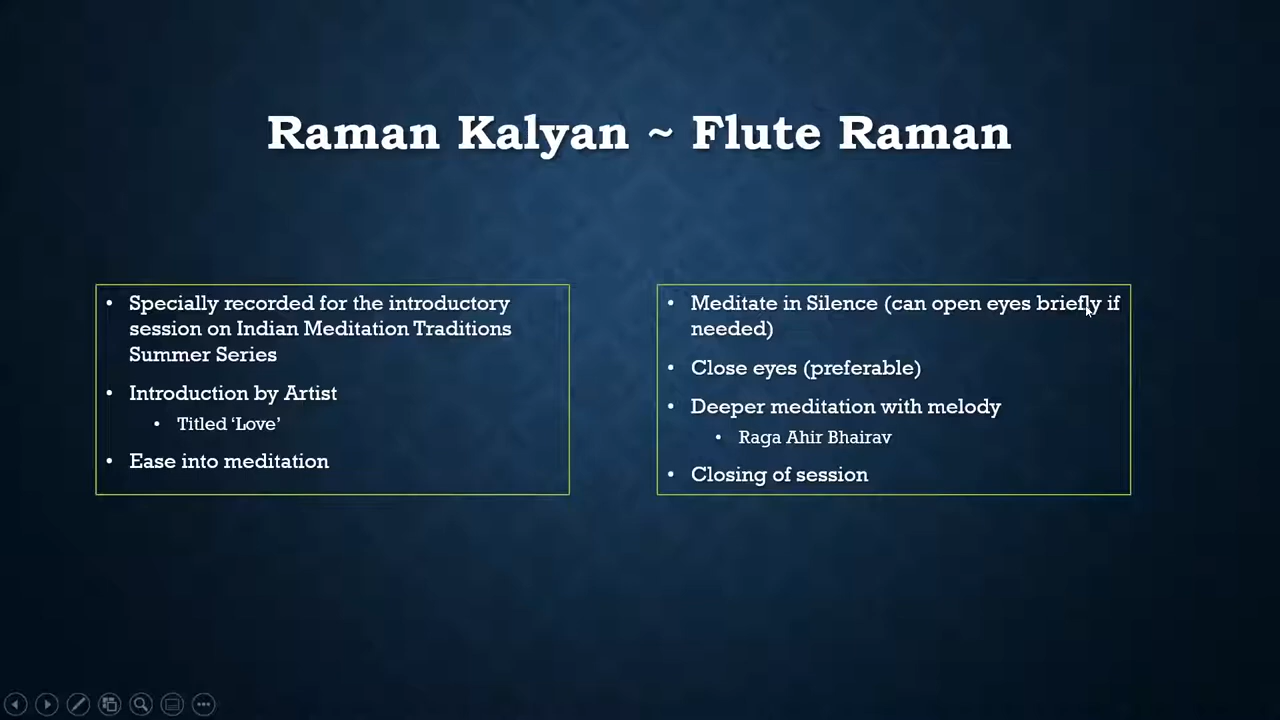 Raman Kalyan ~ Flute Raman
• Specially recorded for the introductory
session on Indian Meditation Traditions
Summer Series
• Introduction by Artist
• Titled ‘Love’
• Ease into meditation
• Meditate in Silence (can open eyes briefly if
needed)
• Close eyes (preferable)
• Deeper meditation with melody
• Raga Ahir Bhairav
• Closing of session